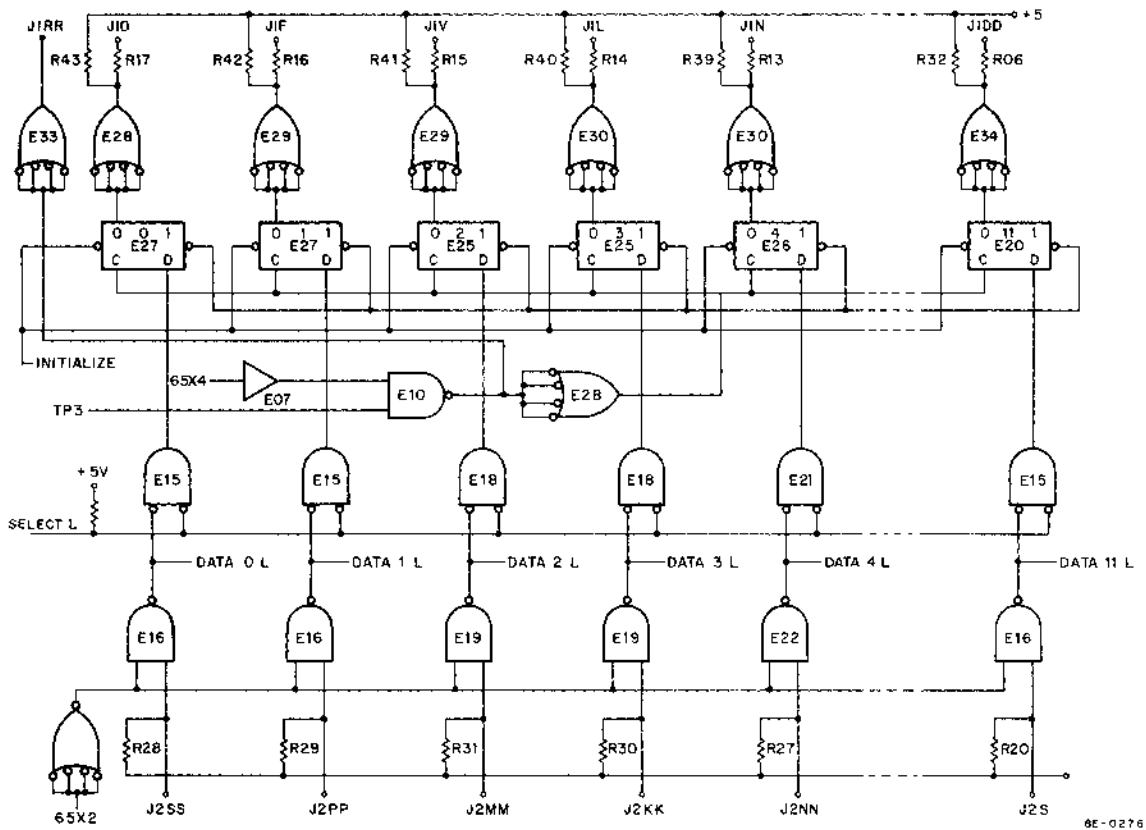 +5
J1RR J1D J1F J1V J1L J1N J1DD
R43 R17 R42 R16 R41 R15 R40 R14 R39 R13 R32 R06
E33 E28 E29 E29 E30 E30 E34
0 0 1 0 1 1 0 2 1 0 3 1 0 4 1 0 11 1
E27 E27 E25 E25 E26 E20
C D C D C D C D C D C D
INITIALIZE
65X4
E07
E10
E28
TP3
+5V
E15 E15 E18 E18 E21 E15
SELECT L
DATA 0 L DATA 1 L DATA 2 L DATA 3 L DATA 4 L DATA 11 L
E16 E16 E19 E19 E22 E16
R28 R29 R31 R30 R27 R20
65X2
J2SS J2PP J2MM J2KK J2NN J2S
8E-0276